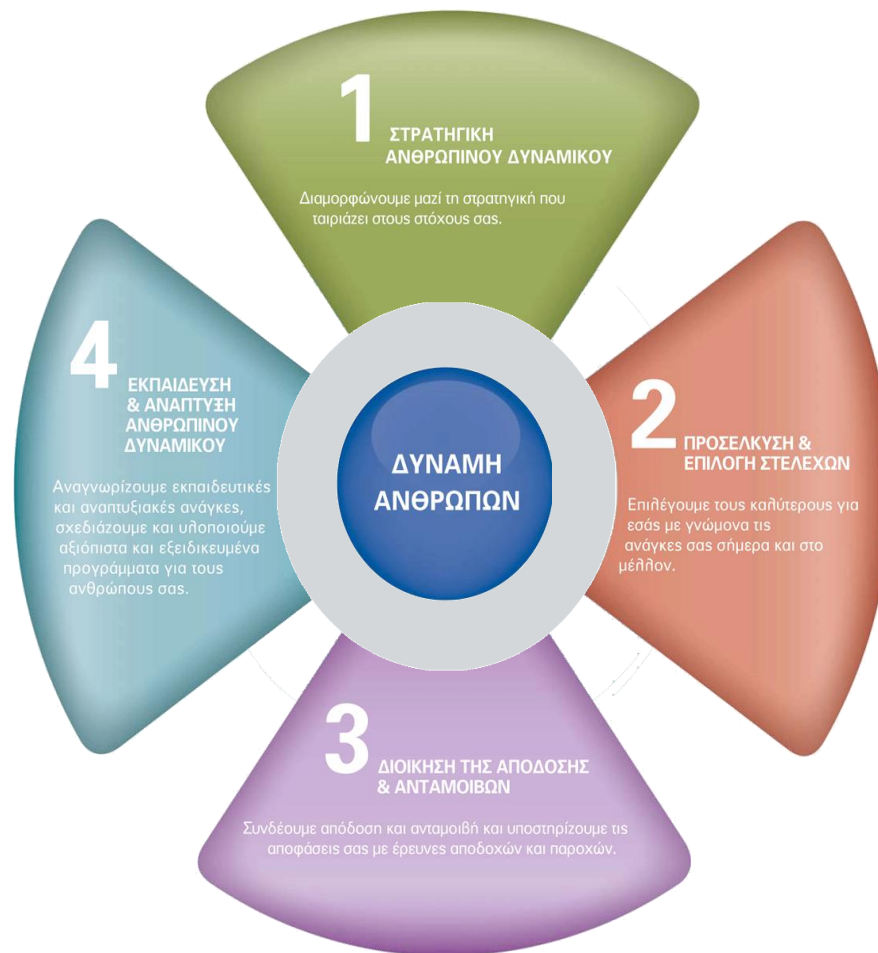 1
ΣΤΡΑΤΗΓΙΚΗ
ΑΝΘΡΩΠΙΝΟΥ ΔΥΝΑΜΙΚΟΥ
Διαμορφώνουμε μαζί τη στρατηγική που
ταιριάζει στους στόχους σας.
2
ΠΡΟΣΕΛΚΥΣΗ &
ΕΠΙΛΟΓΗ ΣΤΕΛΕΧΩΝ
Επιλέγουμε τους καλύτερους για
εσάς με γνώμονα τις
ανάγκες σας σήμερα και στο
μέλλον.
3
ΔΙΟΙΚΗΣΗ ΤΗΣ ΑΠΟΔΟΣΗΣ
& ΑΝΤΑΜΟΙΒΩΝ
Συνδέουμε απόδοση και ανταμοιβή και υποστηρίζουμε τις
αποφάσεις σας με έρευνες αποδοχών και παροχών.
4
ΕΚΠΑΙΔΕΥΣΗ
& ΑΝΑΠΤΥΞΗ
ΑΝΘΡΩΠΙΝΟΥ
ΔΥΝΑΜΙΚΟΥ
Αναγνωρίζουμε εκπαιδευτικές
και αναπτυξιακές ανάγκες,
σχεδιάζουμε και υλοποιούμε
αξιόπιστα και εξειδικευμένα
προγράμματα για τους
ανθρώπους σας.
ΔΥΝΑΜΗ
ΑΝΘΡΩΠΩΝ